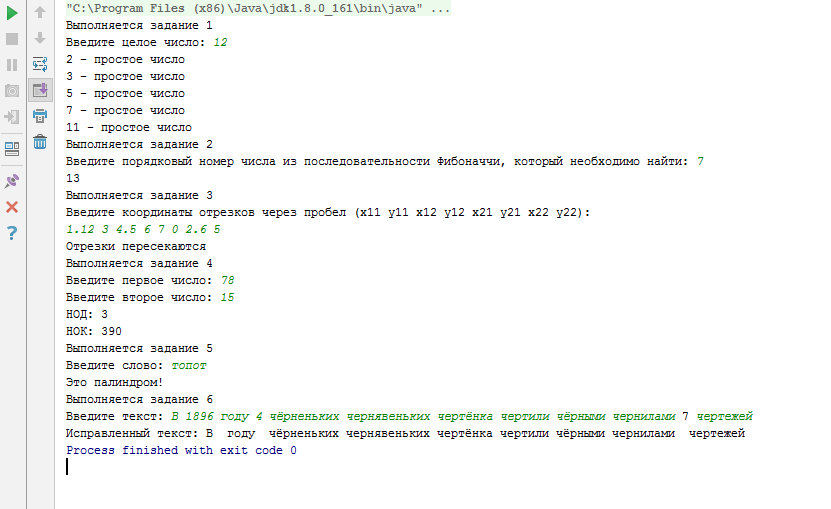 "C:\Program Files (x86)\Java\jdk1.8.0_161\bin\java" ...
Выполняется задание 1
Введите целое число: 12
2 - простое число
3 - простое число
5 - простое число
7 - простое число
11 - простое число
Выполняется задание 2
Введите порядковый номер числа из последовательности Фибоначчи, который необходимо найти: 7
13
Выполняется задание 3
Введите координаты отрезков через пробел (x11 y11 x12 y12 x21 y21 x22 y22):
1.12 3 4.5 6 7 0 2.6 5
Отрезки пересекаются
Выполняется задание 4
Введите первое число: 78
Введите второе число: 15
НОД: 3
НОК: 390
Выполняется задание 5
Введите слово: топот
Это палиндром!
Выполняется задание 6
Введите текст: В 1896 году 4 чёрненьких чернявеньких чертёнка чертили чёрными чернилами 7 чертежей
Исправленный текст: В  году  чёрненьких чернявеньких чертёнка чертили чёрными чернилами  чертежей
Process finished with exit code 0